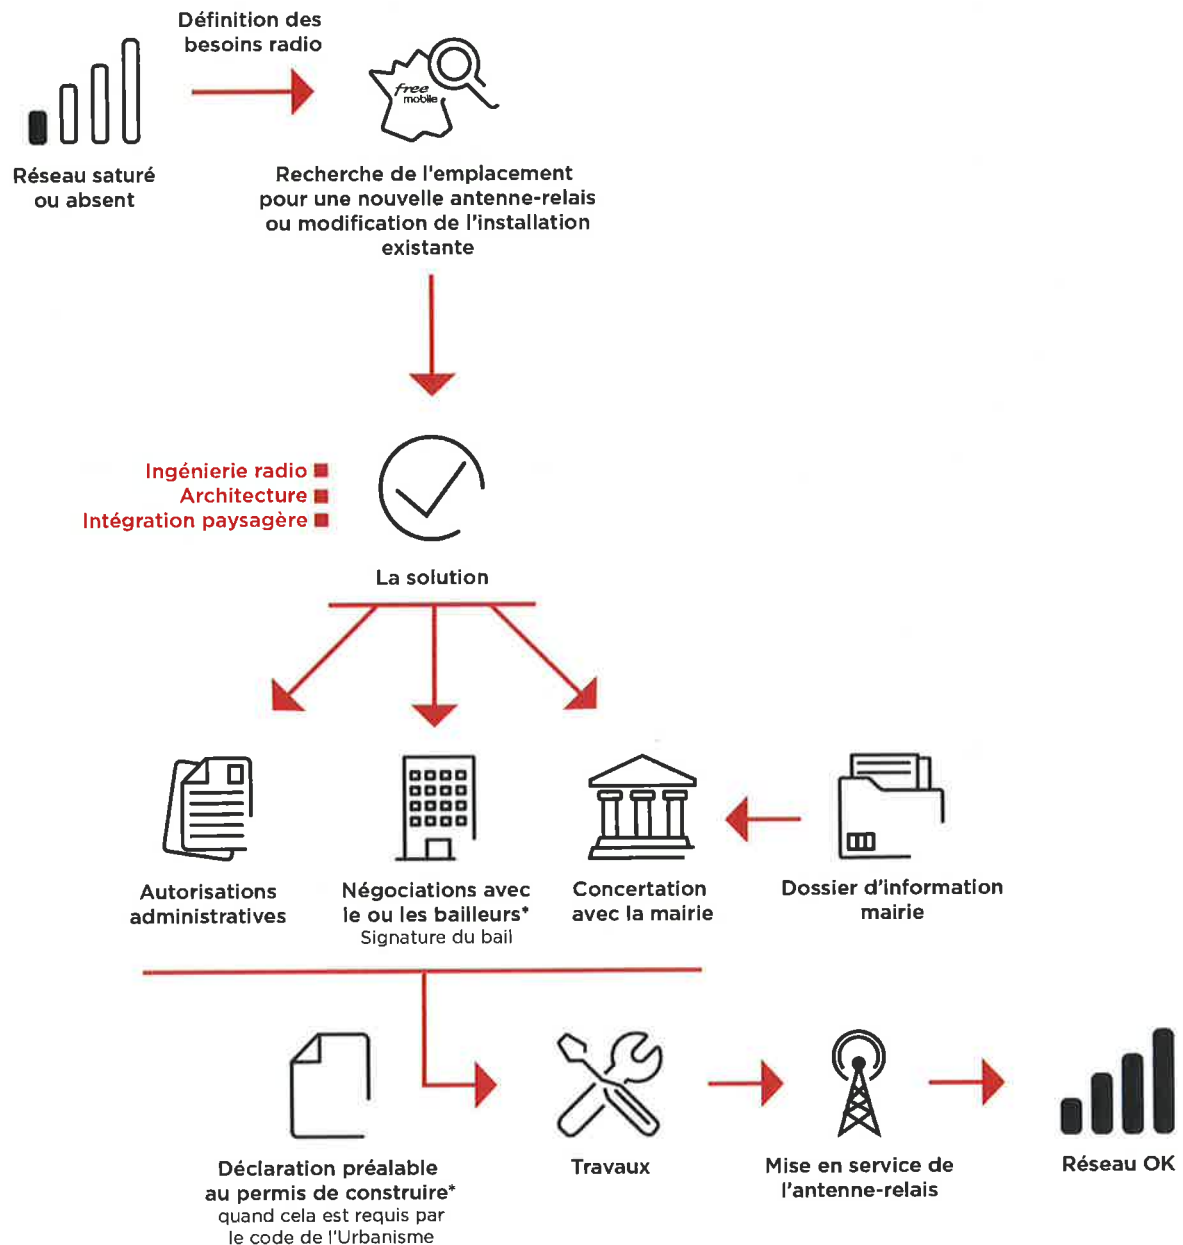 Définition des
besoins radio
free
mobile
Réseau saturé
ou absent
Recherche de l'emplacement
pour une nouvelle antenne-relais
ou modification de l'installation
existante
Ingénierie radio
Architecture
Intégration paysagère
La solution
Autorisations
administratives
Négociations avec
le ou les bailleurs*
Signature du bail
Concertation
avec la mairie
Dossier d'information
mairie
Déclaration préalable
au permis de construire*
quand cela est requis par
le code de l'Urbanisme
Travaux
Mise en service de
l'antenne-relais
Réseau OK